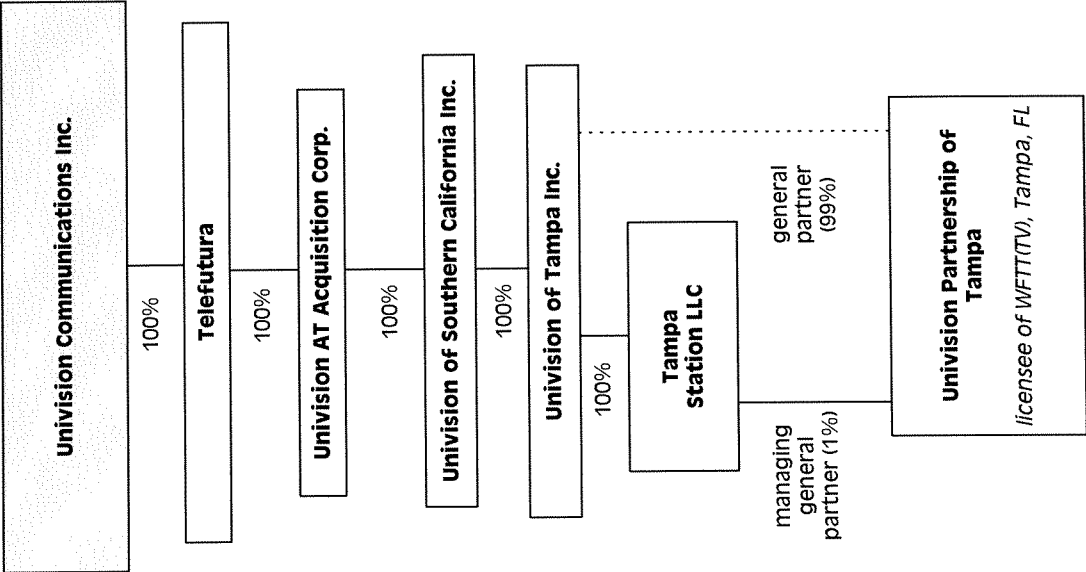 Univision Communications Inc.
100%
Telefutura
100%
Univision AT Acquisition Corp.
100%
Univision of Southern California Inc.
100%
Univision of Tampa Inc.
100%
Tampa
Station LLC
managing
general
partner (1%)
general
partner
(99%)
Univision Partnership of
Tampa
licensee of WFTT(TV), Tampa, FL